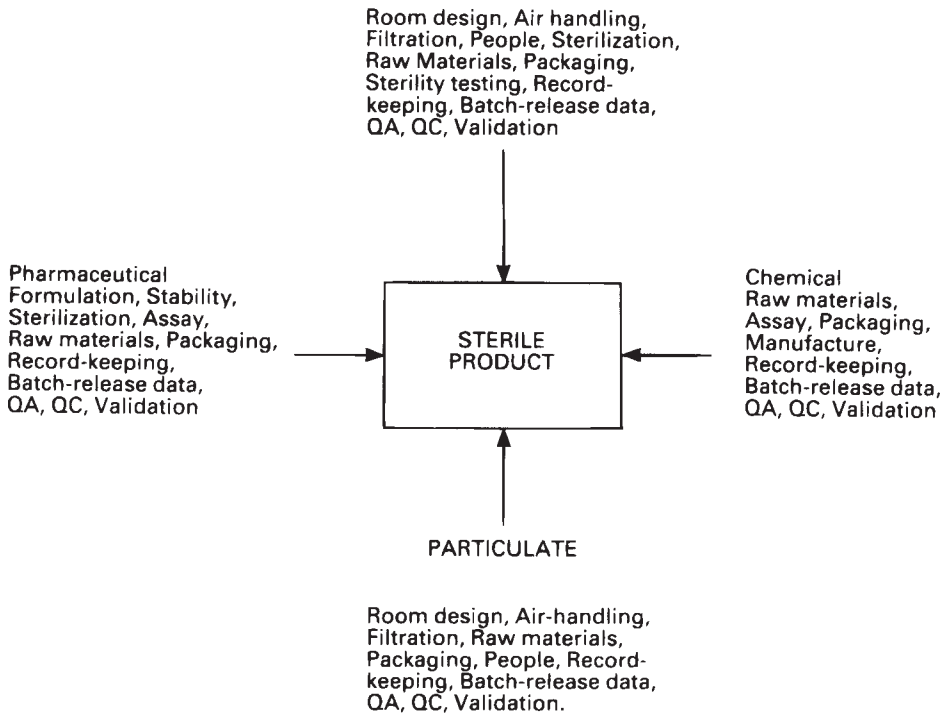 Room design, Air handling,
Filtration, People, Sterilization,
Raw Materials, Packaging,
Sterility testing, Record-
keeping, Batch-release data,
QA, QC, Validation
Pharmaceutical
Formulation, Stability,
Sterilization, Assay,
Raw materials, Packaging,
Record-keeping,
Batch-release data,
QA, QC, Validation
STERILE
PRODUCT
Chemical
Raw materials,
Assay, Packaging,
Manufacture,
Record-keeping,
Batch-release data,
QA, QC, Validation
PARTICULATE
Room design, Air-handling,
Filtration, Raw materials,
Packaging, People, Record-
keeping, Batch-release data,
QA, QC, Validation.